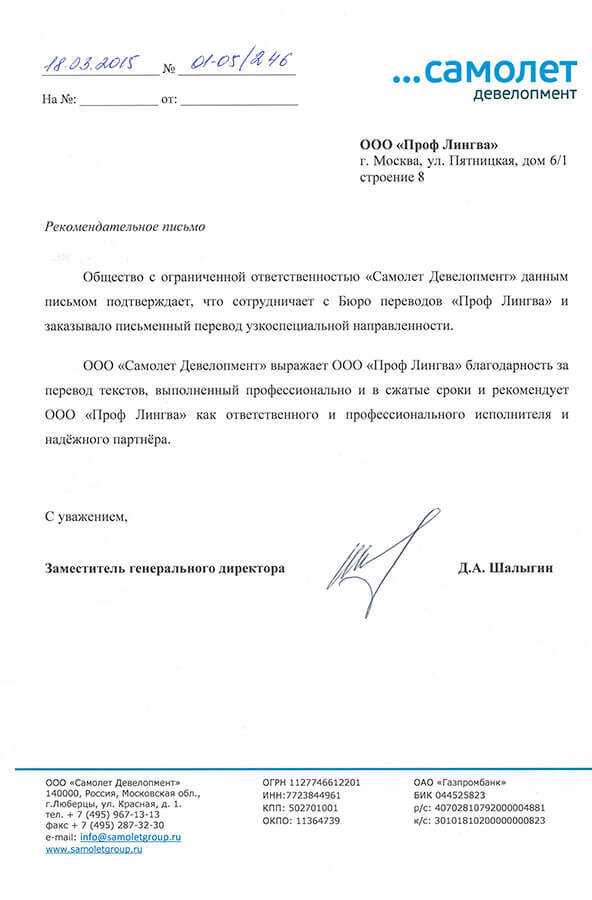 18.03.2015 № 01-05/246
...самолет
девелопмент
На №: ____________ от: __________________
ООО «Проф Лингва»
г. Москва, ул. Пятницкая, дом 6/1
строение 8
Рекомендательное письмо
Общество с ограниченной ответственностью «Самолет Девелопмент» данным
письмом подтверждает, что сотрудничает с Бюро переводов «Проф Лингва» и
заказывало письменный перевод узкоспециальной направленности.
ООО «Самолет Девелопмент» выражает ООО «Проф Лингва» благодарность за
перевод текстов, выполненный профессионально и в сжатые сроки и рекомендует
ООО «Проф Лингва» как ответственного и профессионального исполнителя и
надёжного партнёра.
С уважением,
Заместитель генерального директора Д.А. Шалыгин
ООО «Самолет Девелопмент»
140000, Россия, Московская обл.,
г.Люберцы, ул. Красная, д. 1.
тел. + 7 (495) 967-13-13
факс + 7 (495) 287-32-30
e-mail: info@samoletgroup.ru
www.samoletgroup.ru
ОГРН 1127746612201
ИНН:7723844961
КПП: 502701001
ОКПО: 11364739
ОАО «Газпромбанк»
БИК 044525823
р/с: 40702810792000004881
к/с: 30101810200000000823